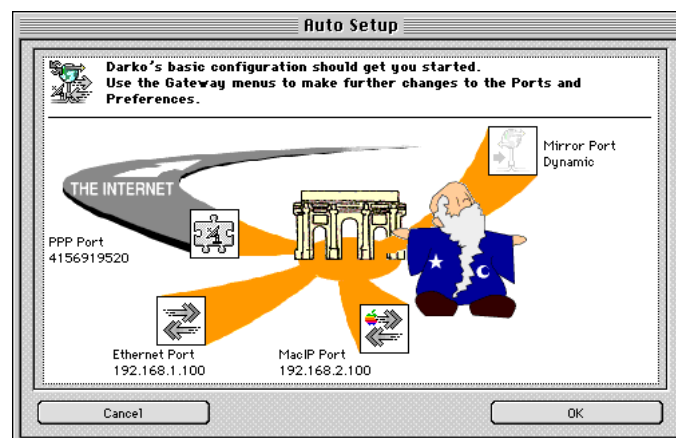 Auto Setup
Darko's basic configuration should get you started.
Use the Gateway menus to make further changes to the Ports and
Preferences.
Mirror Port
Dynamic
THE INTERNET
PPP Port
4156919520
Ethernet Port
192.168.1.100
MacIP Port
192.168.2.100
Cancel
OK